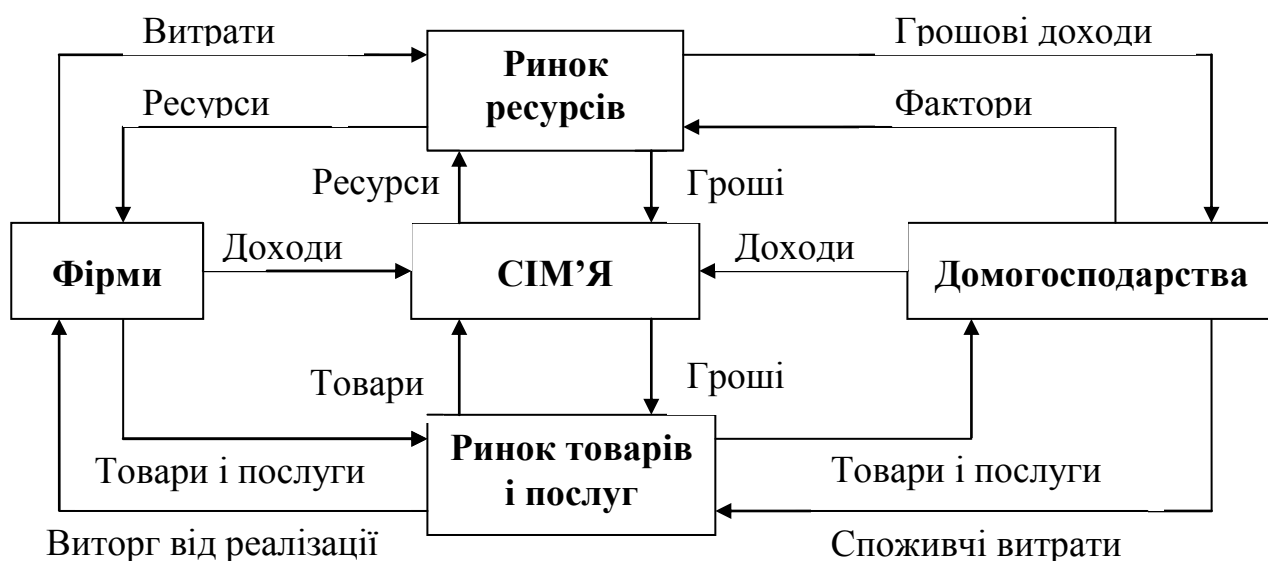 Витрати
Грошові доходи
Ринок
ресурсів
Ресурси
Фактори
Ресурси
Гроші
Фірми
Доходи
СІМ’Я
Доходи
Домогосподарства
Товари
Гроші
Товари і послуги
Ринок товарів
і послуг
Товари і послуги
Виторг від реалізації
Споживчі витрати